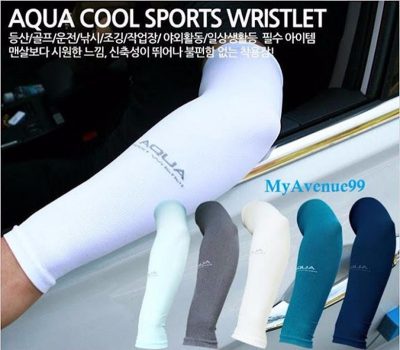 AQUA COOL SPORTS WRISTLET
등산/골프/운전/낚시/조깅/작업장/ 야외활동/일상생활등 필수 아이템
맨살보다 시원한 느낌, 신축성이 뛰어나 불편함 없는 착용감!
AQUA
SPORT WRISTLET
MyAvenue99
AQUA